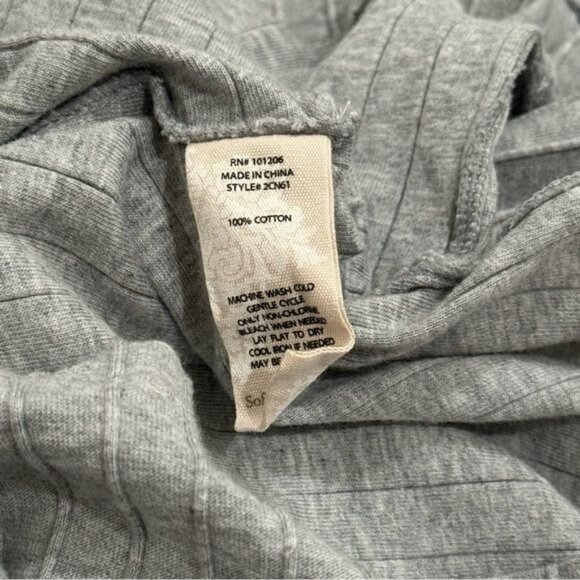 RN# 101206
MADE IN CHINA
STYLE# 2CN61
100% COTTON
MACHINE WASH COLD
GENTLE CYCLE
ONLY NON-CHLORINE
BLEACH WHEN NEEDED
LAY FLAT TO DRY
COOL IRON IF NEEDED
MAY BE
Sof